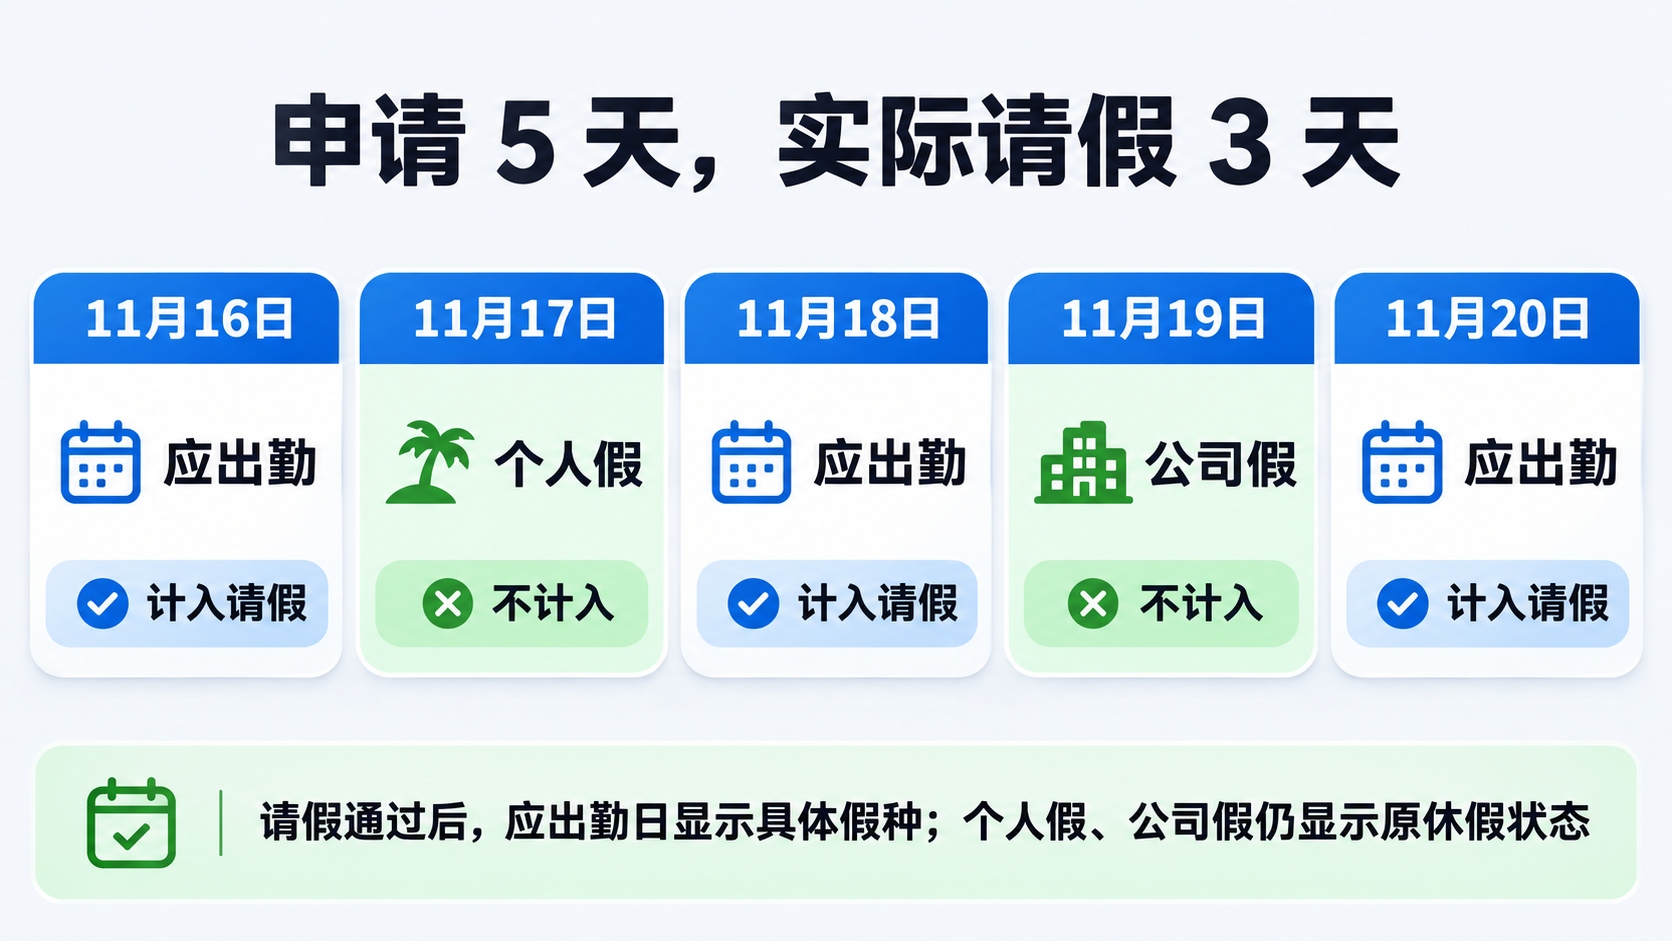 申请 5 天，实际请假 3 天
11月16日
应出勤
计入请假
11月17日
个人假
不计入
11月18日
应出勤
计入请假
11月19日
公司假
不计入
11月20日
应出勤
计入请假
请假通过后，应出勤日显示具体假种；个人假、公司假仍显示原休假状态